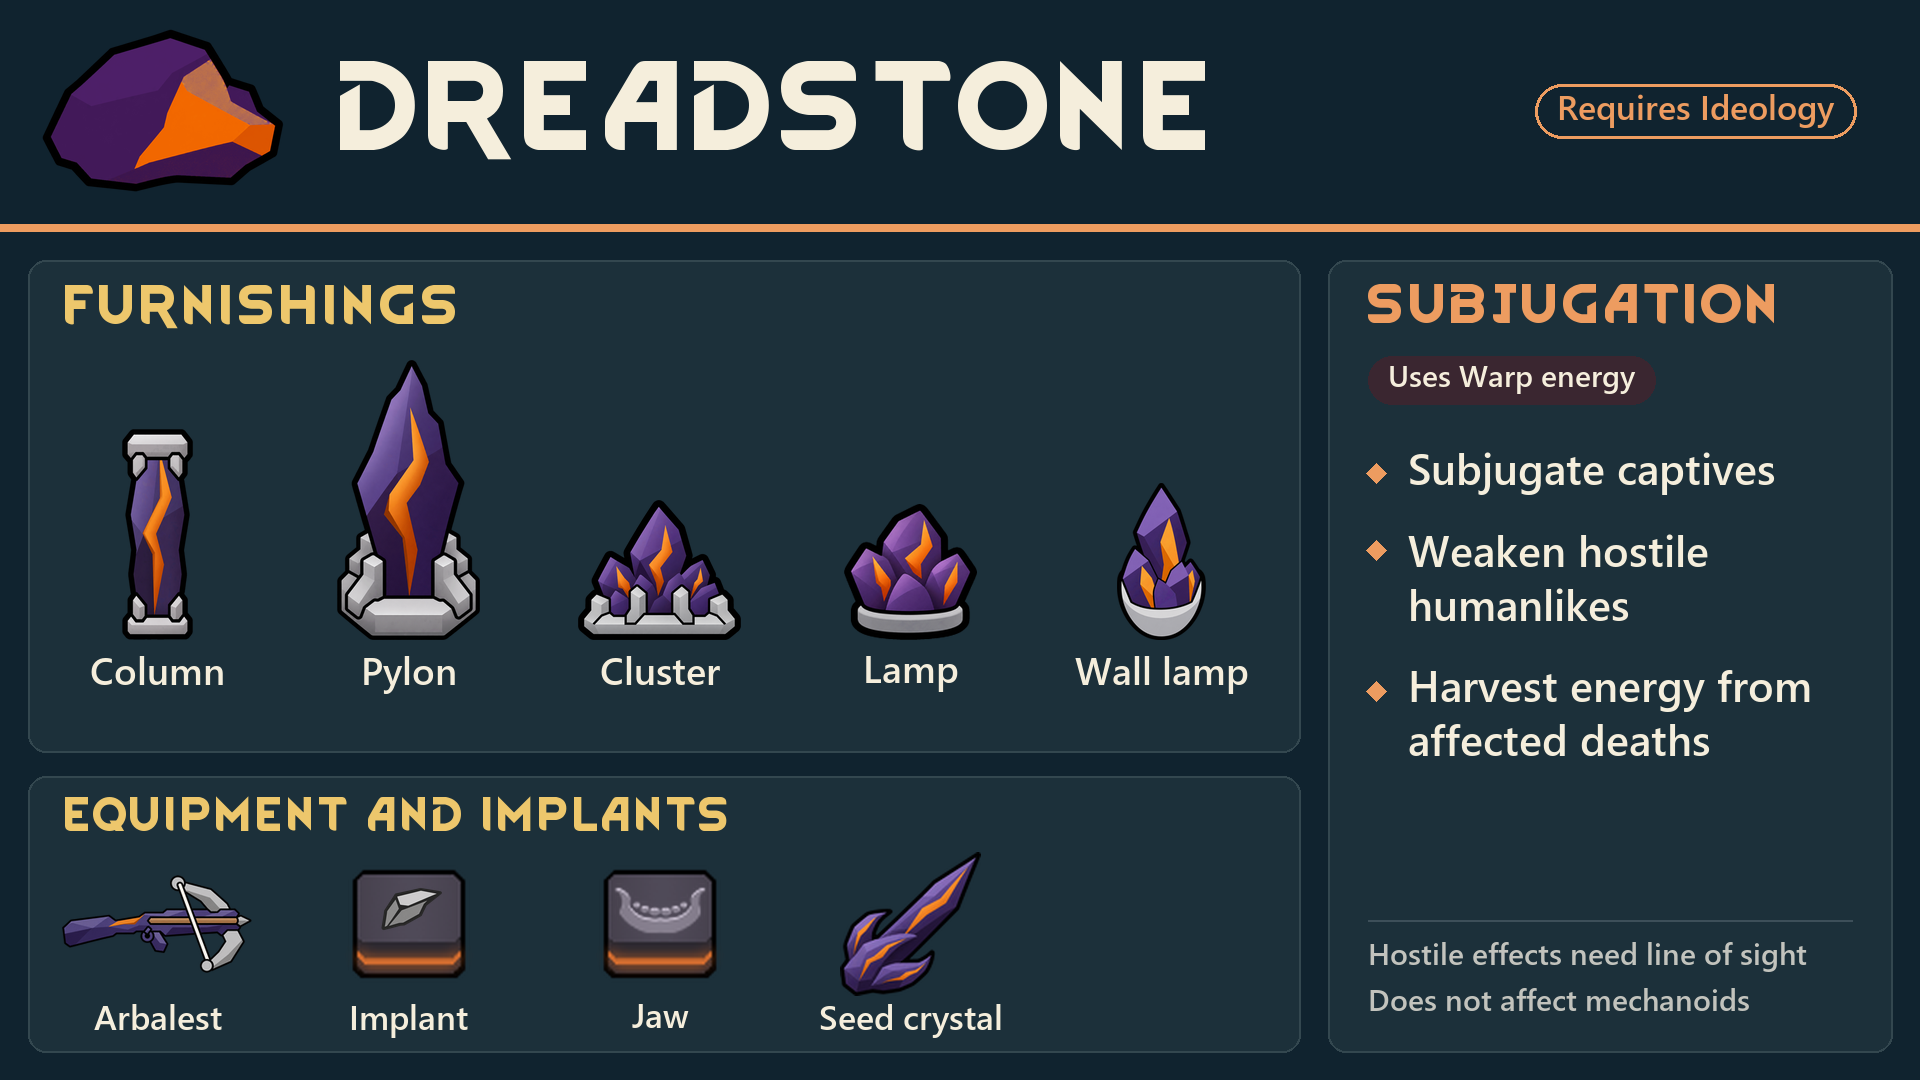 DREADSTONE
Requires Ideology
FURNISHINGS
Column
Pylon
Cluster
Lamp
Wall lamp
EQUIPMENT AND IMPLANTS
Arbalest
Implant
Jaw
Seed crystal
SUBJUGATION
Uses Warp energy
Subjugate captives
Weaken hostile
humanlikes
Harvest energy from
affected deaths
Hostile effects need line of sight
Does not affect mechanoids